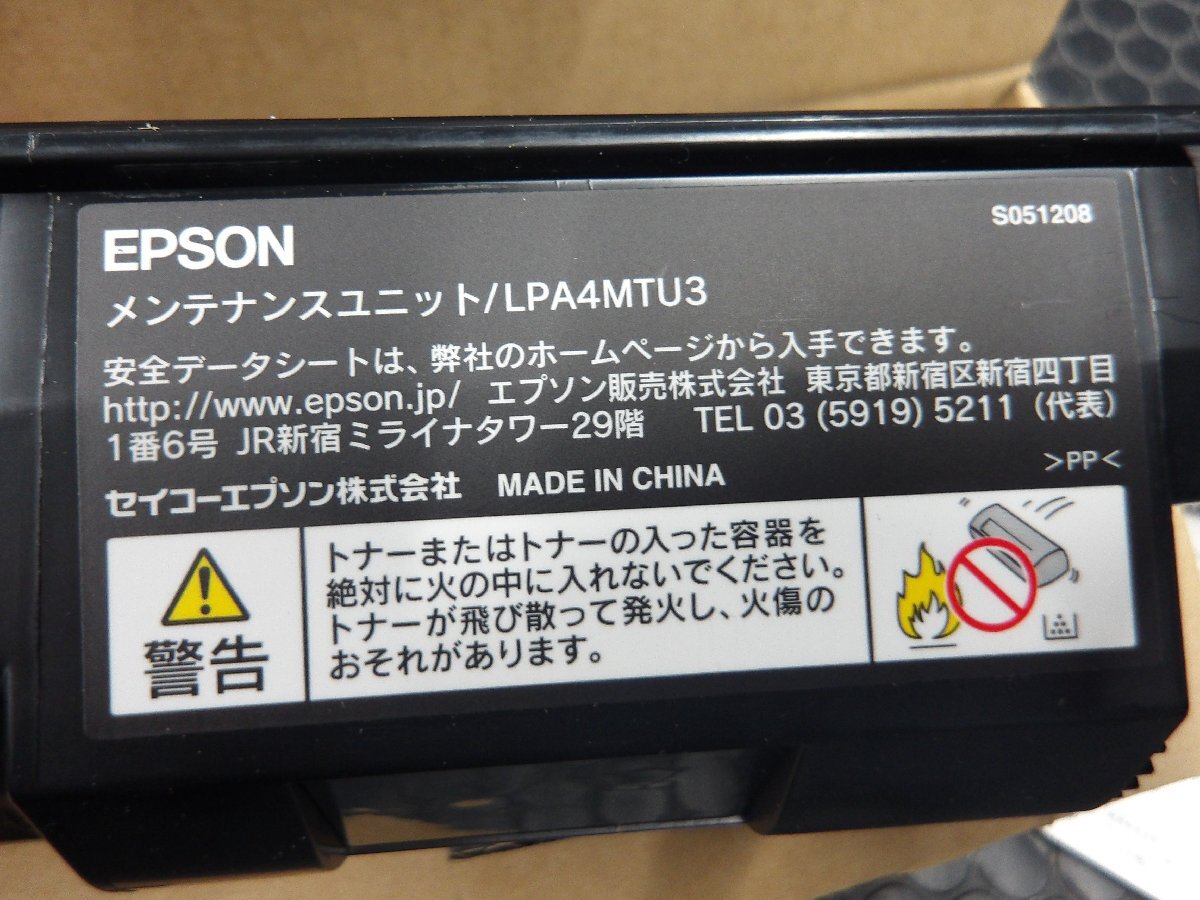 EPSON
S051208
メンテナンスユニット/LPA4MTU3
安全データシートは、弊社のホームページから入手できます。
http://www.epson.jp/ エプソン販売株式会社 東京都新宿区新宿四丁目
1番6号 JR新宿ミライナタワー29階 TEL 03 (5919) 5211 (代表)
セイコーエプソン株式会社 MADE IN CHINA
>PP<
警告
トナーまたはトナーの入った容器を
絶対に火の中に入れないでください。
トナーが飛び散って発火し、火傷の
おそれがあります。